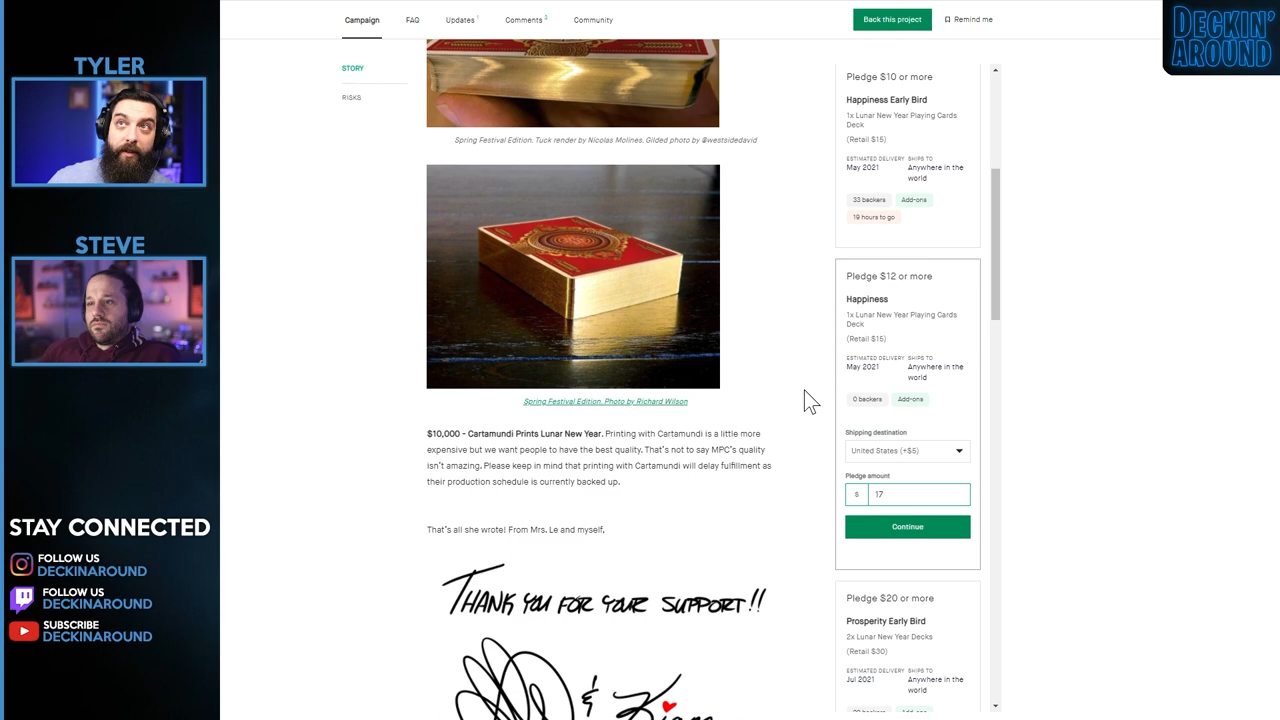 TYLER
STEVE
STAY CONNECTED
FOLLOW US
DECKINAROUND
FOLLOW US
DECKINAROUND
SUBSCRIBE
DECKINAROUND
Campaign
FAQ
Updates 1
Comments 2
Community
Back this project
Remind me
DECKIN'
AROUND
STORY
RISKS
Spring Festival Edition. Tuck render by Nicolas Molines. Gilded photo by @westsidedavid
Spring Festival Edition. Photo by Richard Wilson
$10,000 - Cartamundi Prints Lunar New Year. Printing with Cartamundi is a little more
expensive but we want people to have the best quality. That's not to say MPC's quality
isn't amazing. Please keep in mind that printing with Cartamundi will delay fulfillment as
their production schedule is currently backed up.
That's all she wrote! From Mrs. Le and myself,
THANK YOU FOR YOUR SUPPORT!!
&
Pledge $10 or more
Happiness Early Bird
1x Lunar New Year Playing Cards
Deck
(Retail $15)
ESTIMATED DELIVERY SHIPS TO
May 2021 Anywhere in the
world
33 backers Add-ons
19 hours to go
Pledge $12 or more
Happiness
1x Lunar New Year Playing Cards
Deck
(Retail $15)
ESTIMATED DELIVERY SHIPS TO
May 2021 Anywhere in the
world
0 backers Add-ons
Shipping destination
United States (+$5)
Pledge amount
$ 17
Continue
Pledge $20 or more
Prosperity Early Bird
2x Lunar New Year Decks
(Retail $30)
ESTIMATED DELIVERY SHIPS TO
Jul 2021 Anywhere in the
world